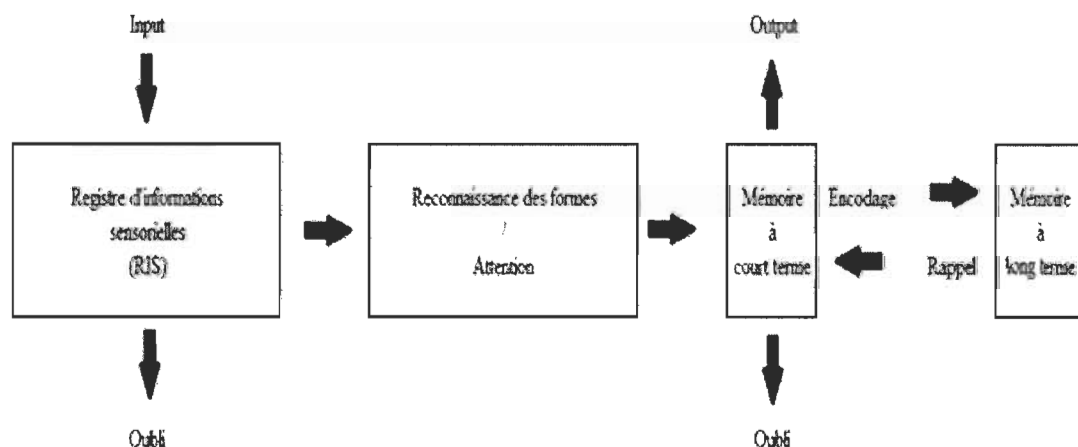 Input
Output
Registre d'informations
sensorielles
(RIS)
Reconnaissance des formes
/
Attention
Mémoire
à
court terme
Encodage
Rappel
Mémoire
à
long terme
Oubli
Oubli